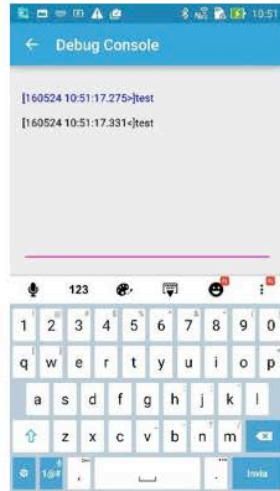 10:51
Debug Console
[160524 10:51:17.275>]test
[160524 10:51:17.331<]test
123
1 2 3 4 5 6 7 8 9 0
q w e r t y u i o p
a s d f g h j k l
z x c v b n m
1@# , . Invia